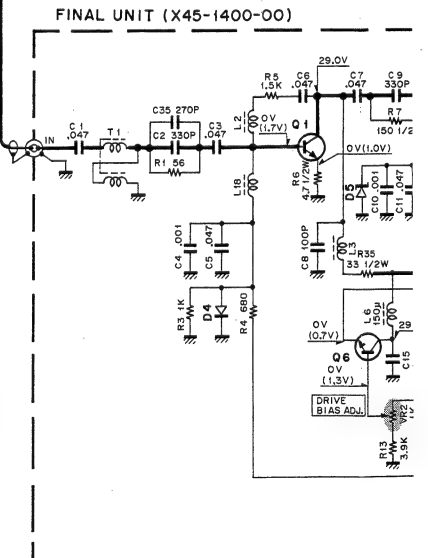 FINAL UNIT (X45-1400-00)
29.0V
R5
1.5K
C6
.047
C7
.047
C9
330P
C35 270P
L2
0V
(1.7V)
Q1
R7
150 1/2
IN
C1
.047
T1
C2 330P
C3
.047
R1 56
0V(1.0V)
R6
4.7 1/2W
L18
D5
C10 .001
C11 .047
C4 .001
C5 .047
C8 100P
L3
R35
33 1/2W
R3 1K
D4
R4 680
L6
150μ
0V
(0.7V)
29
Q6
C15
0V
(1.3V)
DRIVE
BIAS ADJ.
VR2
R13
3.9K